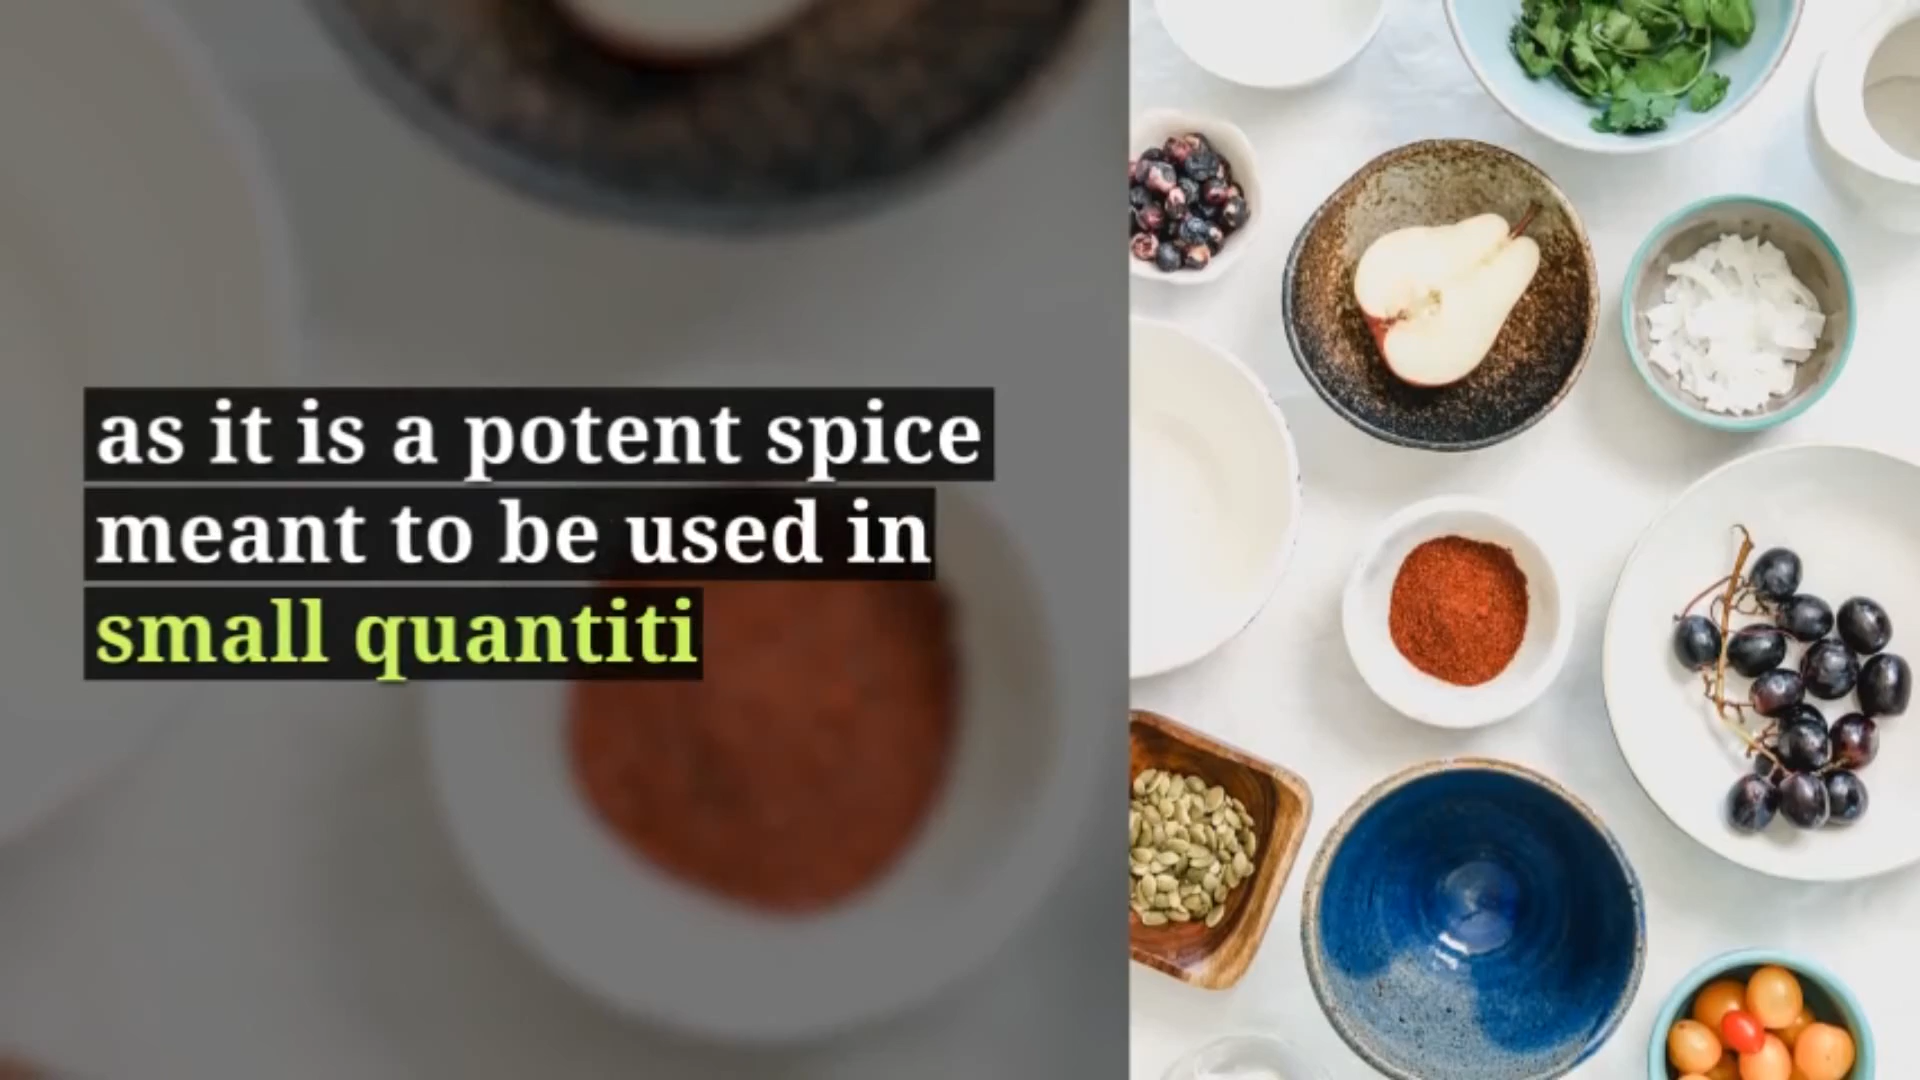 as it is a potent spice
meant to be used in
small quantiti